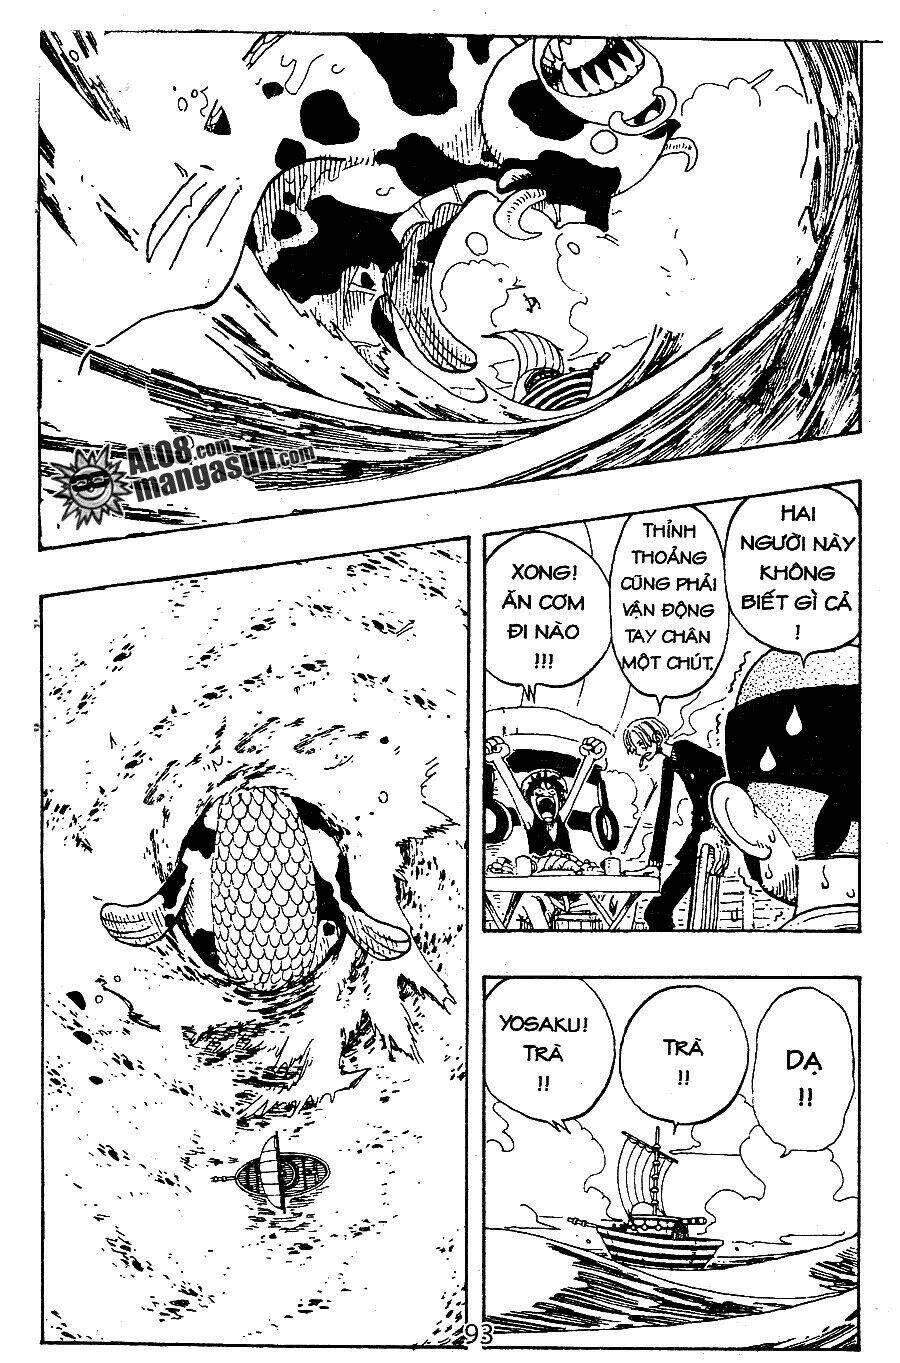 AL08.com
mangasun.com
XONG!
ĂN CƠM
ĐI NÀO
!!!
THỈNH
THOẢNG
CŨNG PHẢI
VẬN ĐỘNG
TAY CHÂN
MỘT CHÚT.
HAI
NGƯỜI NÀY
KHÔNG
BIẾT GÌ CẢ
!
YOSAKU!
TRÀ
!!
TRÀ
!!
DẠ
!!
93